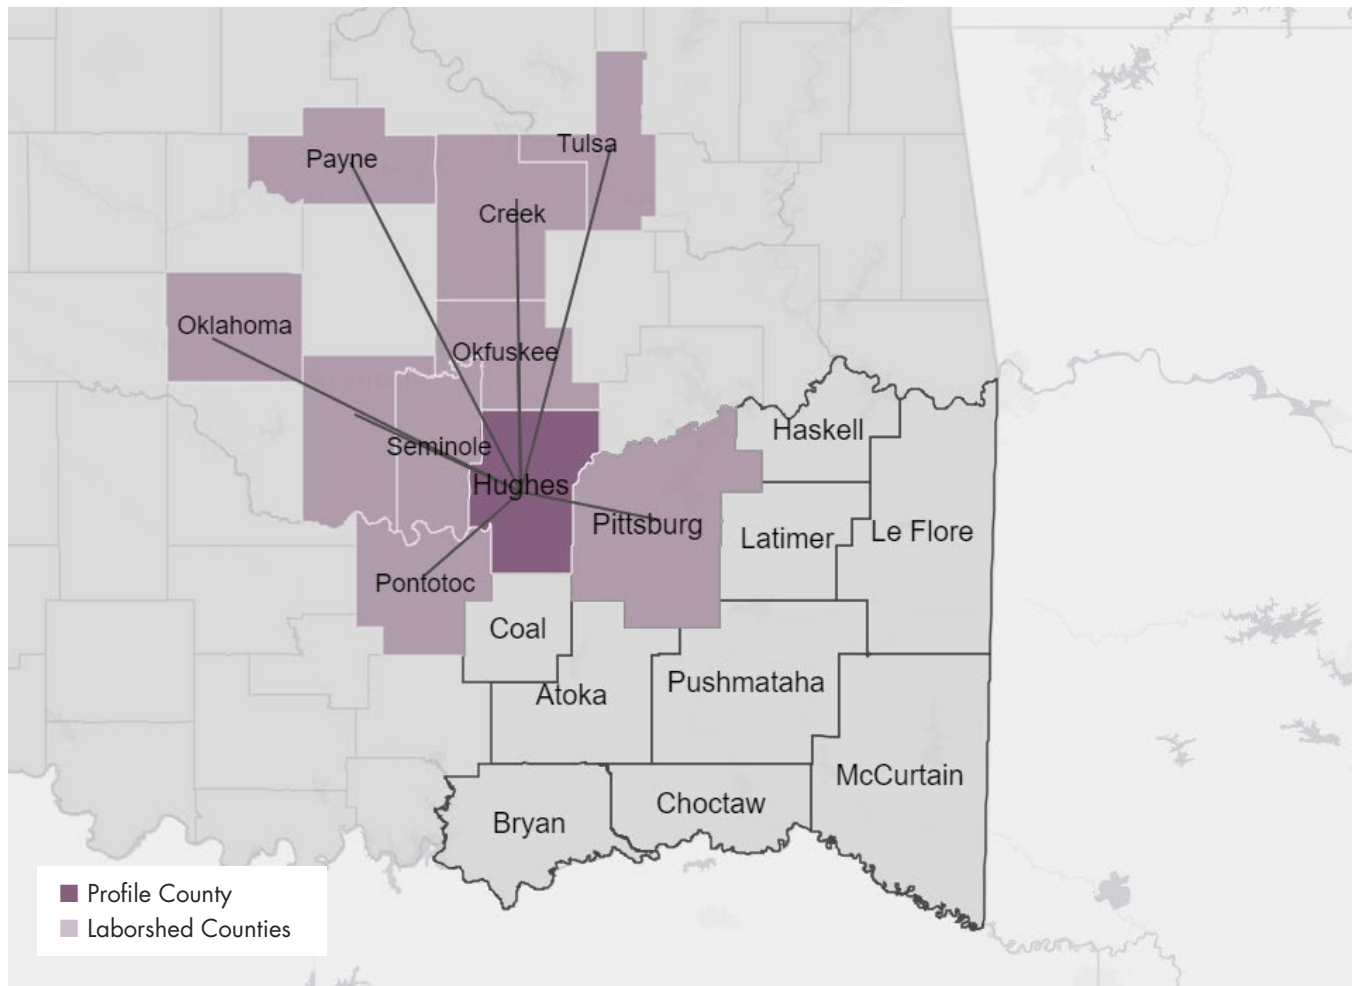 Tulsa
Payne
Creek
Oklahoma
Okfuskee
Seminole
Hughes
Haskell
Pittsburg
Latimer
Le Flore
Pontotoc
Coal
Atoka
Pushmataha
McCurtain
Choctaw
Bryan
Profile County
Laborshed Counties